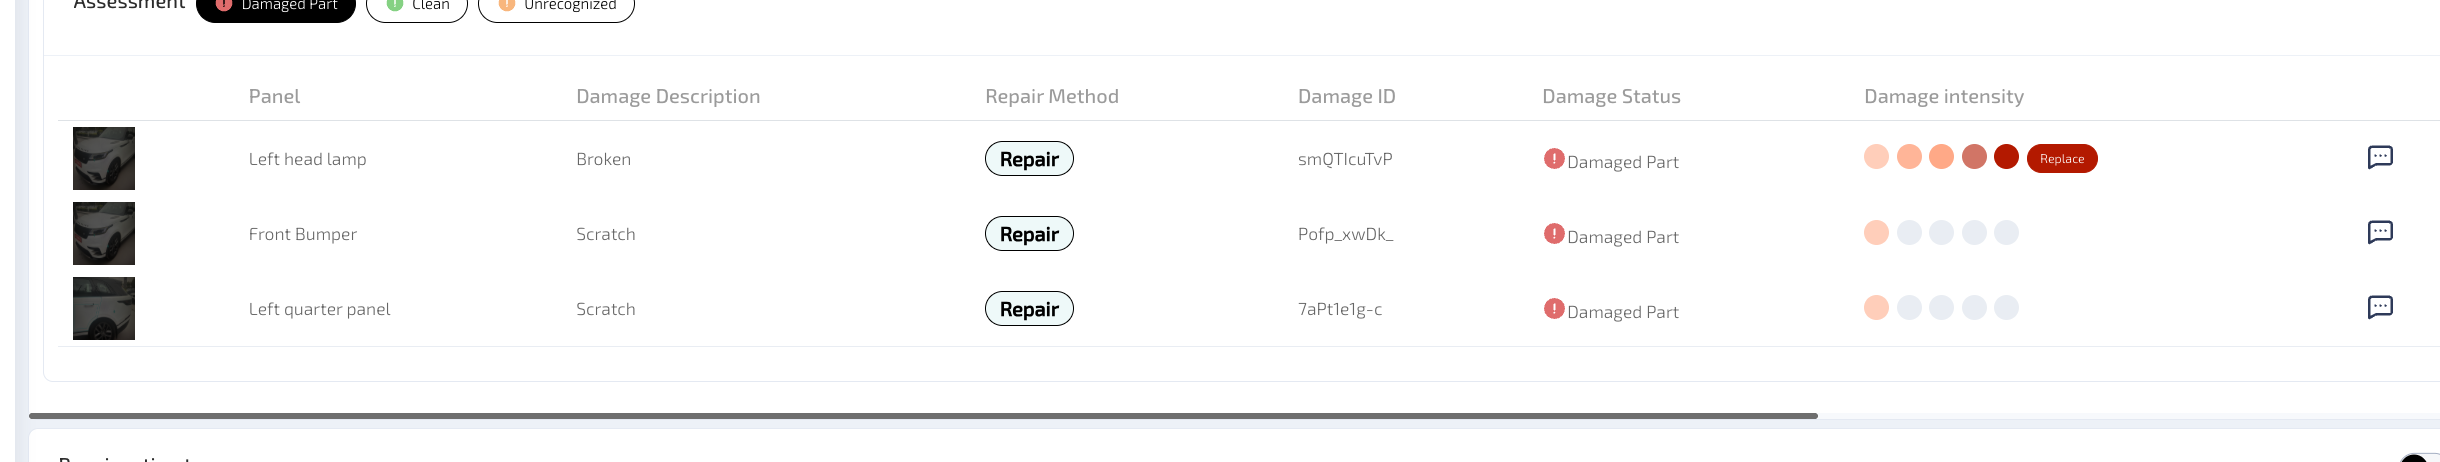 Assessment Damaged Part Clean Unrecognized
Panel Damage Description Repair Method Damage ID Damage Status Damage intensity
Left head lamp Broken Repair smQTIcuTvP Damaged Part Replace
Front Bumper Scratch Repair Pofp_xwDk_ Damaged Part
Left quarter panel Scratch Repair 7aPt1e1g-c Damaged Part